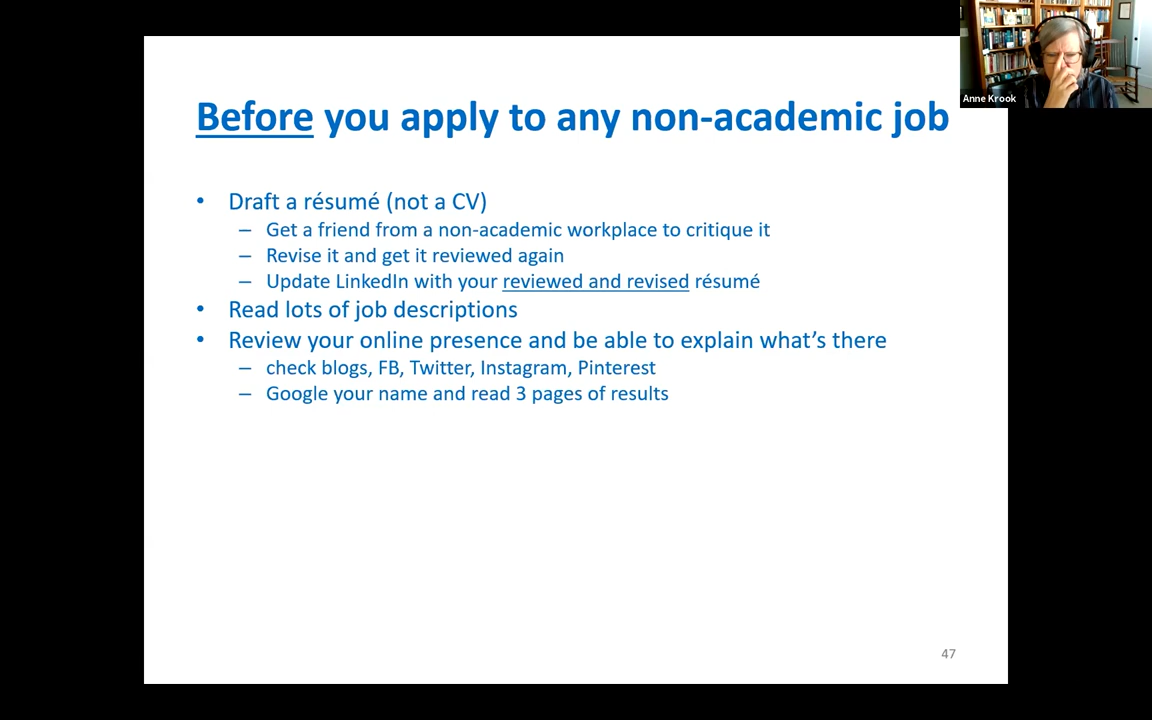 Before you apply to any non-academic job
• Draft a résumé (not a CV)
– Get a friend from a non-academic workplace to critique it
– Revise it and get it reviewed again
– Update LinkedIn with your reviewed and revised résumé
• Read lots of job descriptions
• Review your online presence and be able to explain what's there
– check blogs, FB, Twitter, Instagram, Pinterest
– Google your name and read 3 pages of results
47
Anne Krook